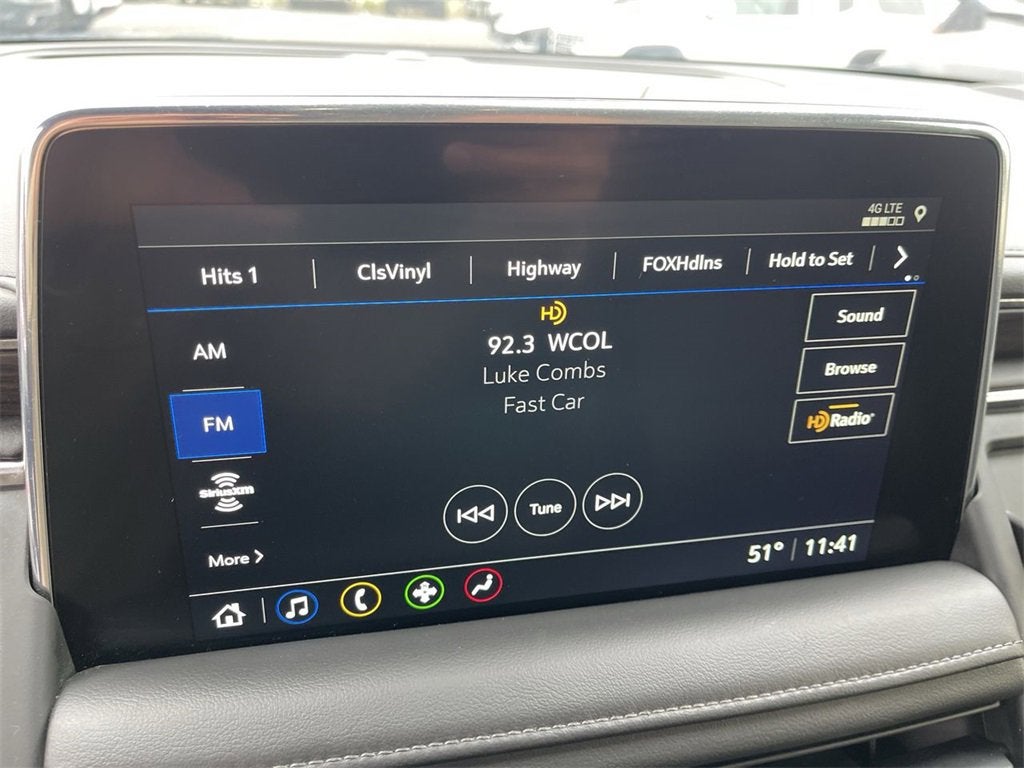 4G LTE
Hits 1 ClsVinyl Highway FOXHdlns Hold to Set
HD
92.3 WCOL
Luke Combs
Fast Car
AM
FM
SiriusXM
More
Sound
Browse
HD Radio
Tune
51° 11:41